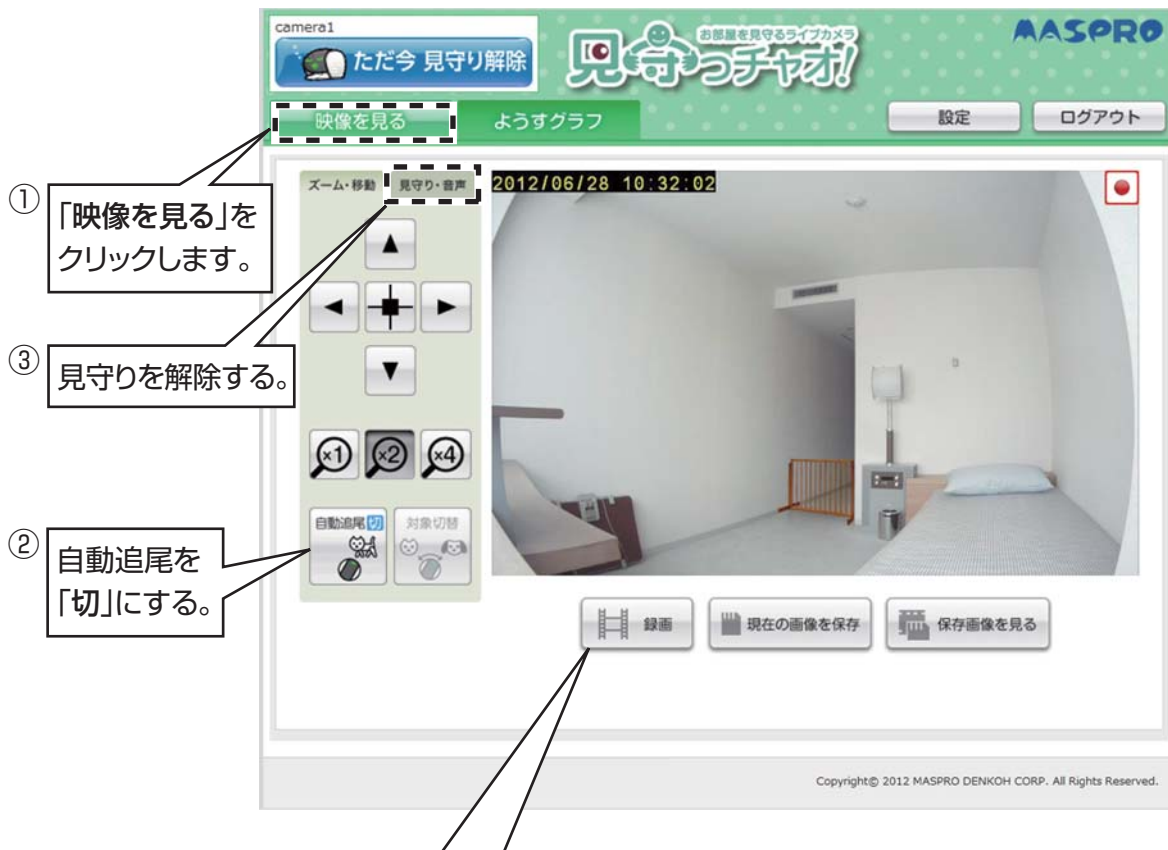 camera1
ただ今 見守り解除
お部屋を見守るライブカメラ
見守っチャオ!
MASPRO
映像を見る
ようすグラフ
設定
ログアウト
①
「映像を見る」を
クリックします。
ズーム・移動
見守り・音声
2012/06/28 10:32:02
③
見守りを解除する。
×1
×2
×4
②
自動追尾を
「切」にする。
自動追尾 切
対象切替
録画
現在の画像を保存
保存画像を見る
Copyright© 2012 MASPRO DENKOH CORP. All Rights Reserved.